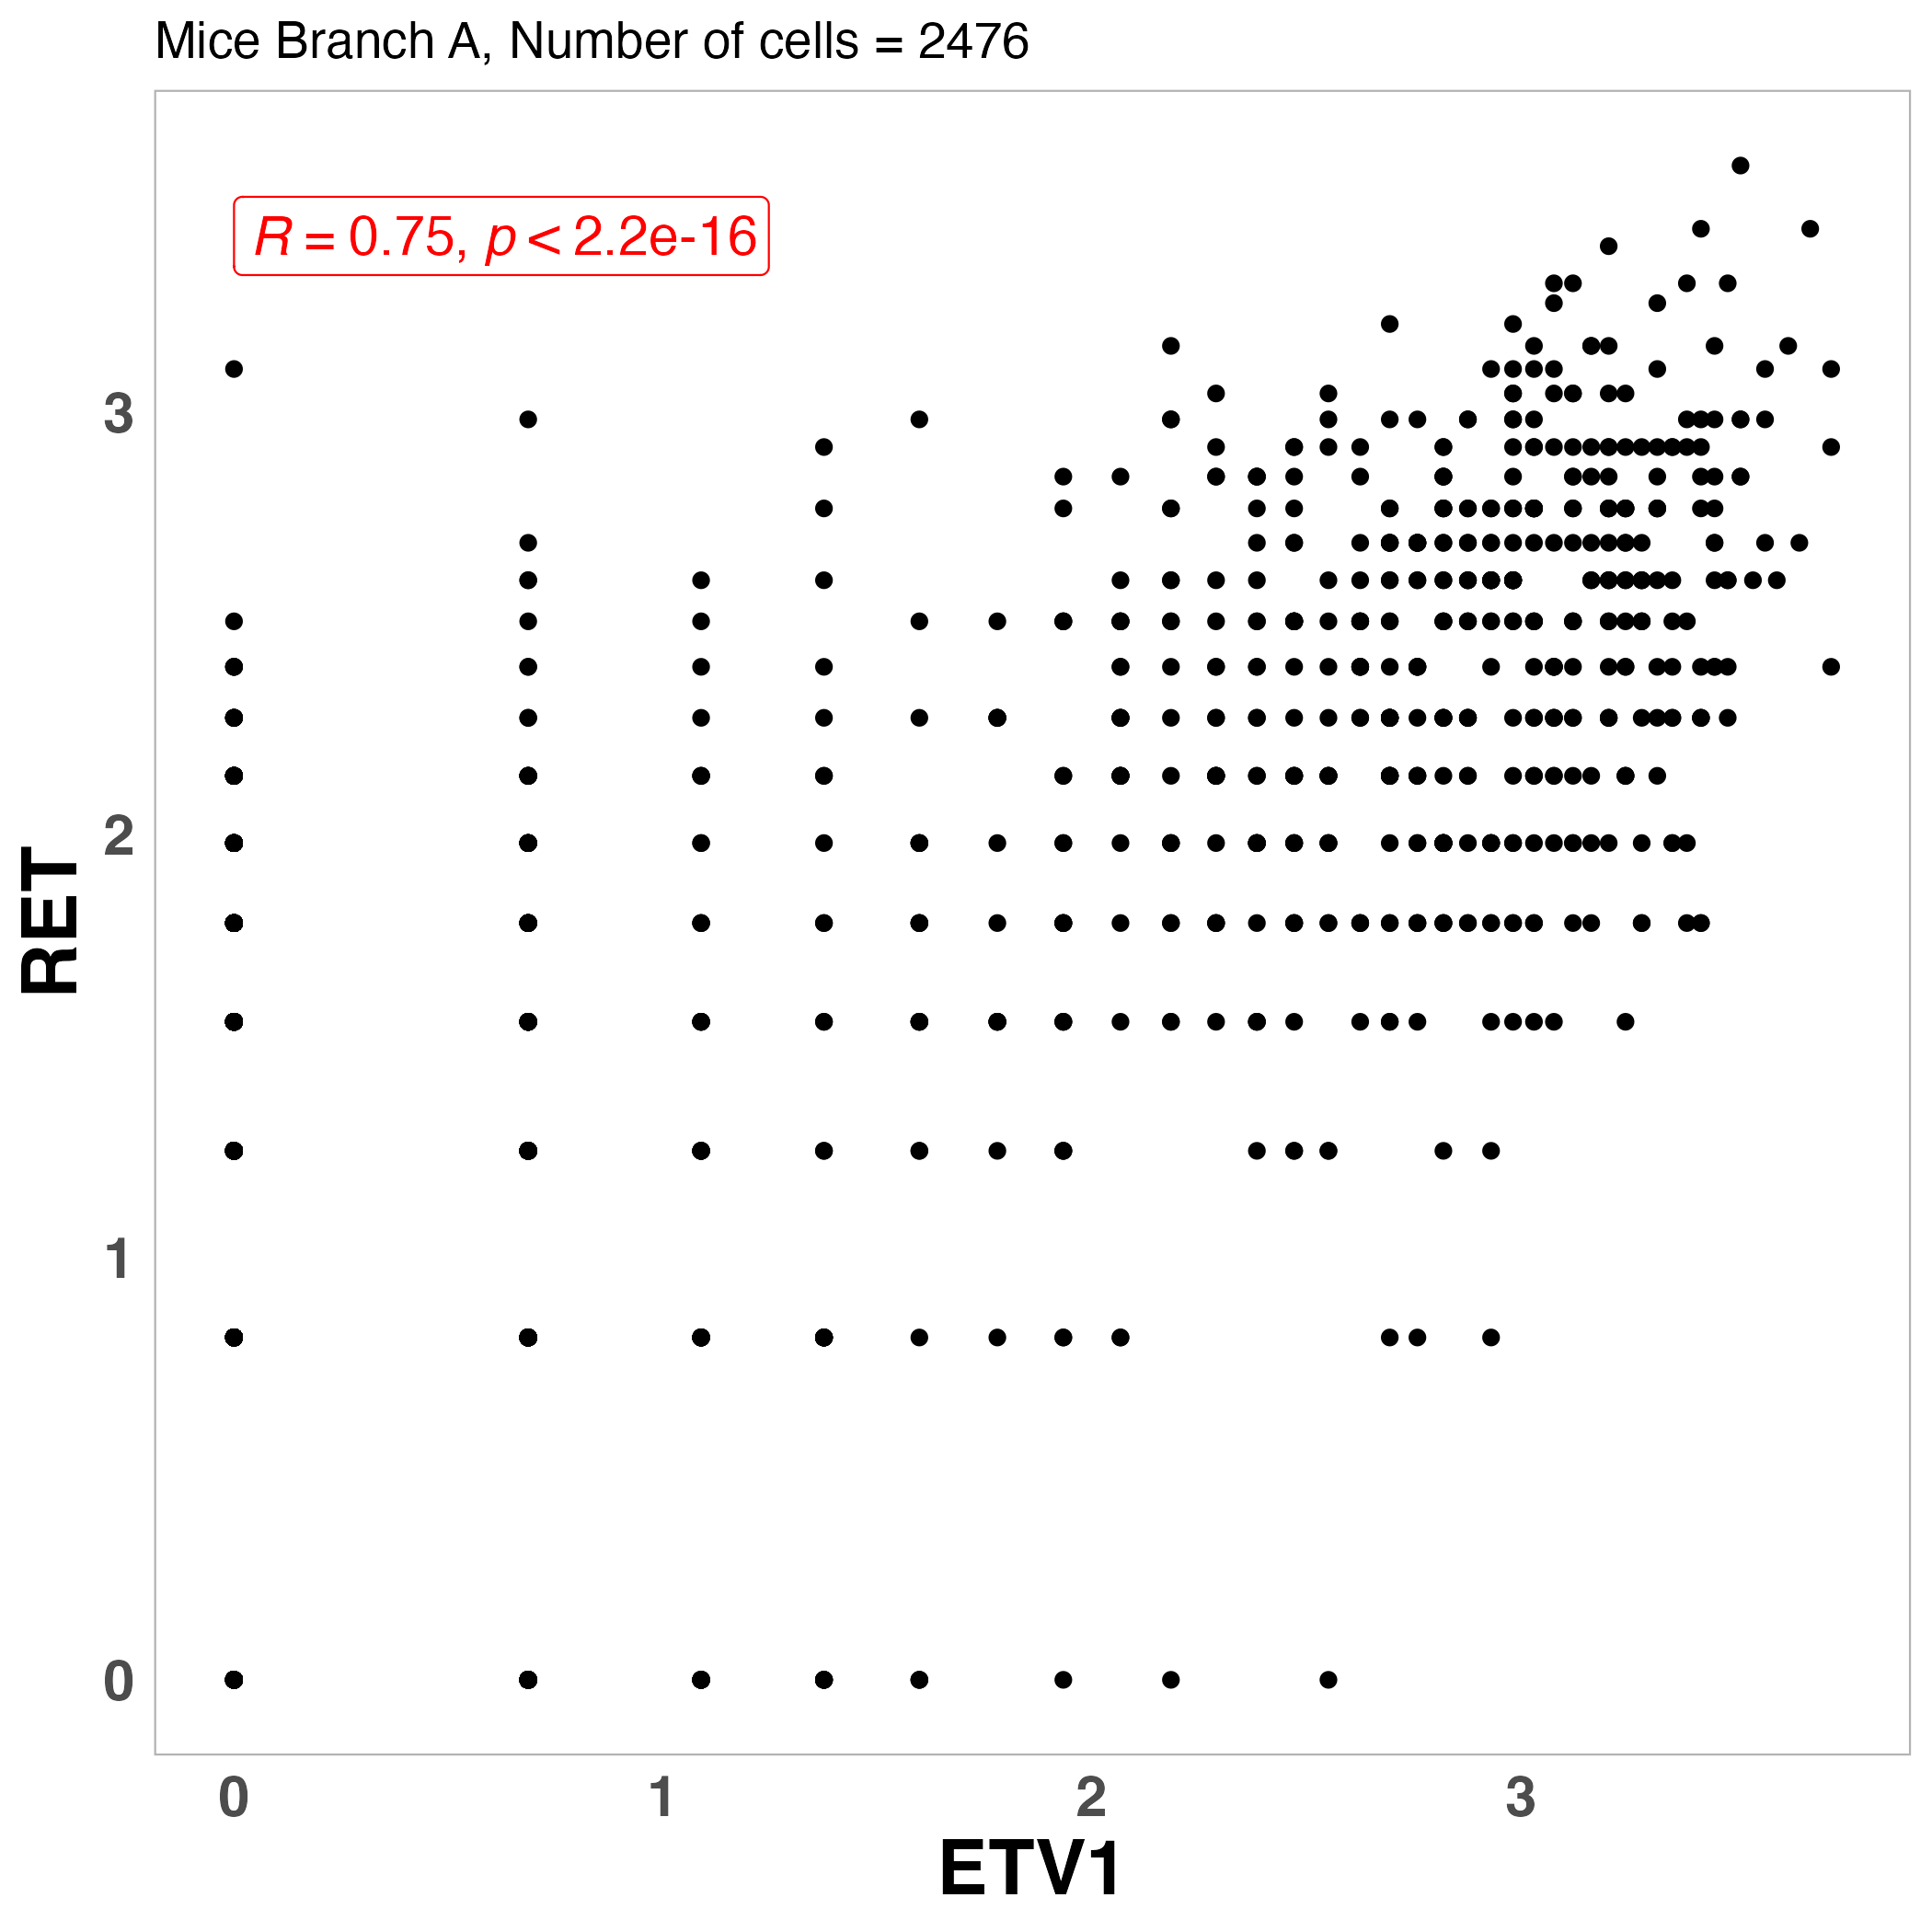 Mice Branch A, Number of cells = 2476
R = 0.75, p < 2.2e-16
3
2
1
0
RET
0 1 2 3
ETV1